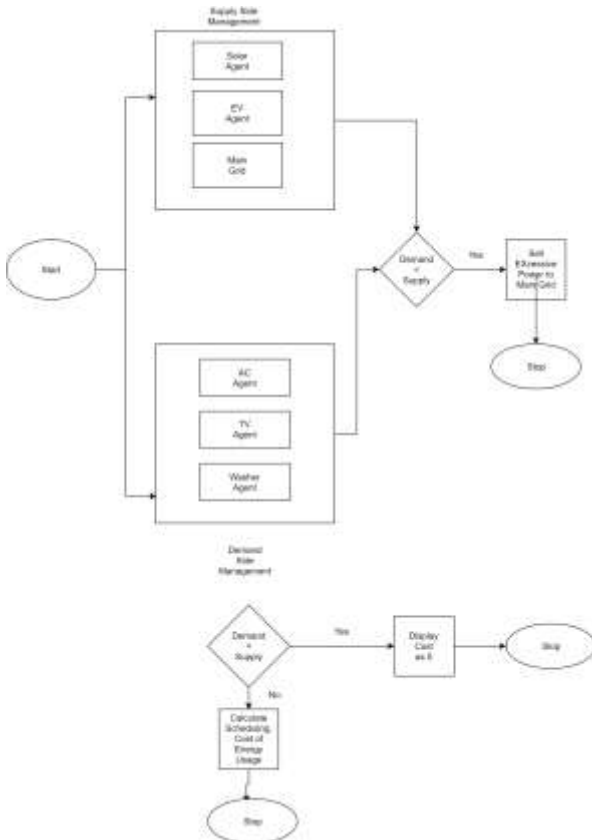 Supply Side
Management
Solar
Agent
EV
Agent
Main
Grid
Start
Demand
Supply
Yes
Sell
EXcessive
Power to
Main Grid
Stop
AC
Agent
TV
Agent
Washer
Agent
Demand
Side
Management
Demand
Supply
Yes
Display
Cost
Stop
No
Calculate
Scheduling,
Cost of
Energy
Usage
Stop